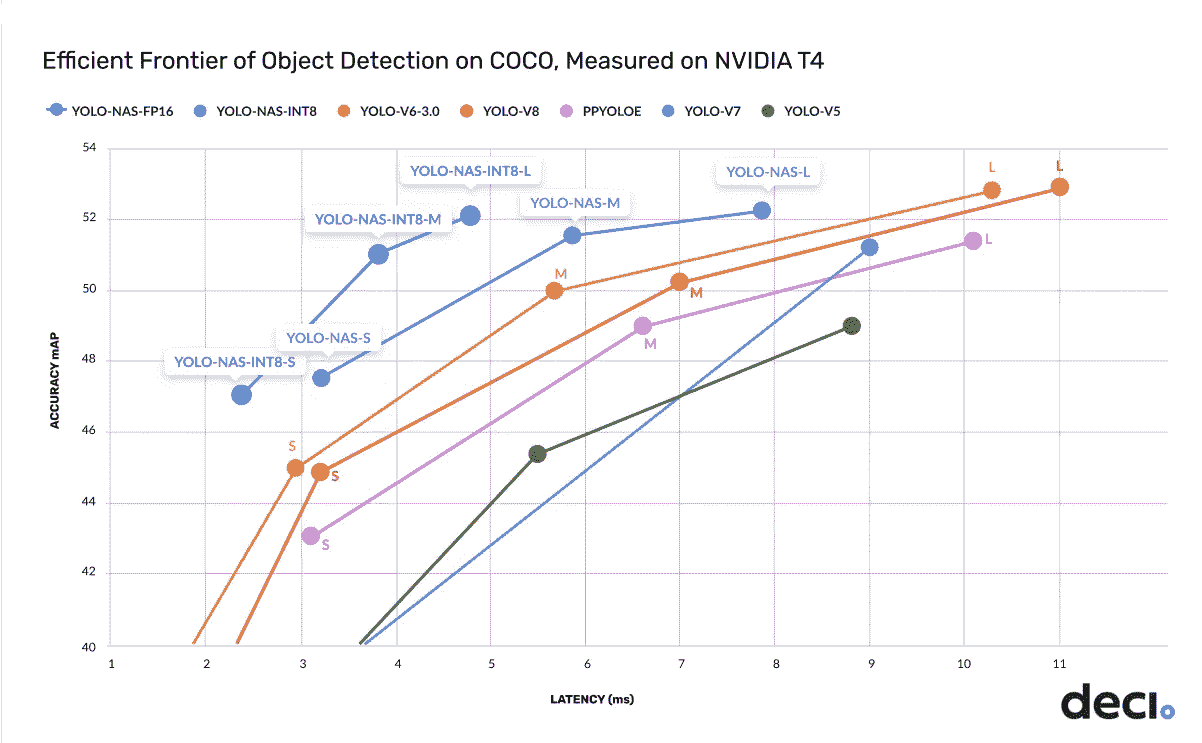 Efficient Frontier of Object Detection on COCO, Measured on NVIDIA T4
YOLO-NAS-FP16 YOLO-NAS-INT8 YOLO-V6-3.0 YOLO-V8 PPYOLOE YOLO-V7 YOLO-V5
54
YOLO-NAS-INT8-L
YOLO-NAS-L
L
L
YOLO-NAS-M
YOLO-NAS-INT8-M
52
L
M
50
M
YOLO-NAS-S
M
48
YOLO-NAS-INT8-S
ACCURACY mAP
46
S
S
44
S
42
40
1 2 3 4 5 6 7 8 9 10 11
LATENCY (ms)
deci.